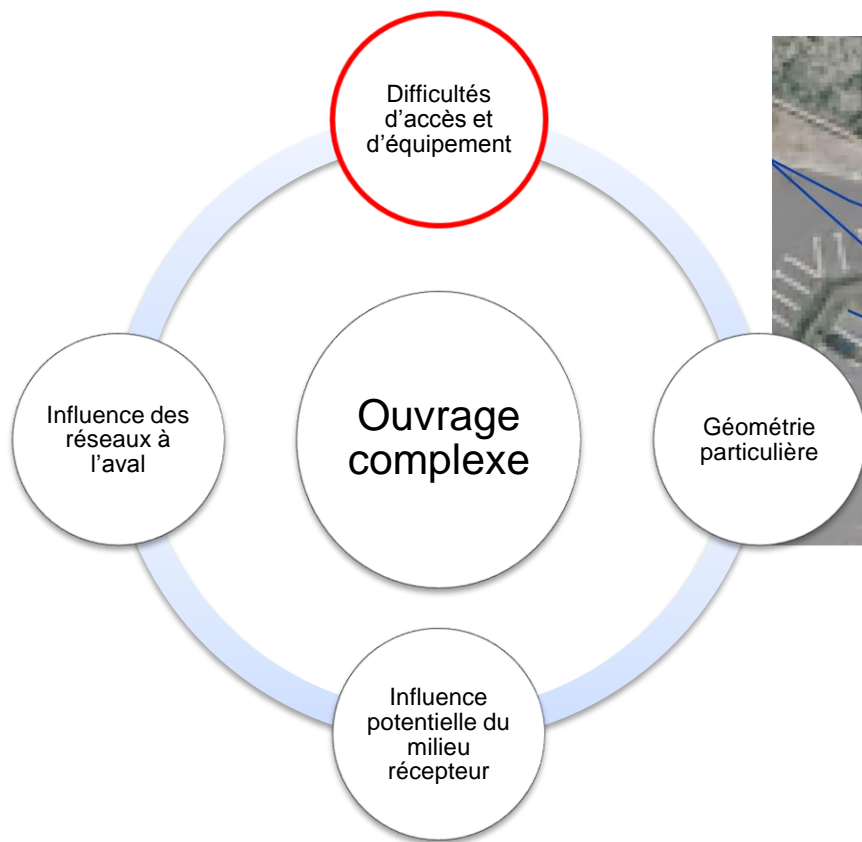 Difficultés
d’accès et
d’équipement
Influence des
réseaux à
l’aval
Ouvrage
complexe
Géométrie
particulière
Influence
potentielle du
milieu
récepteur